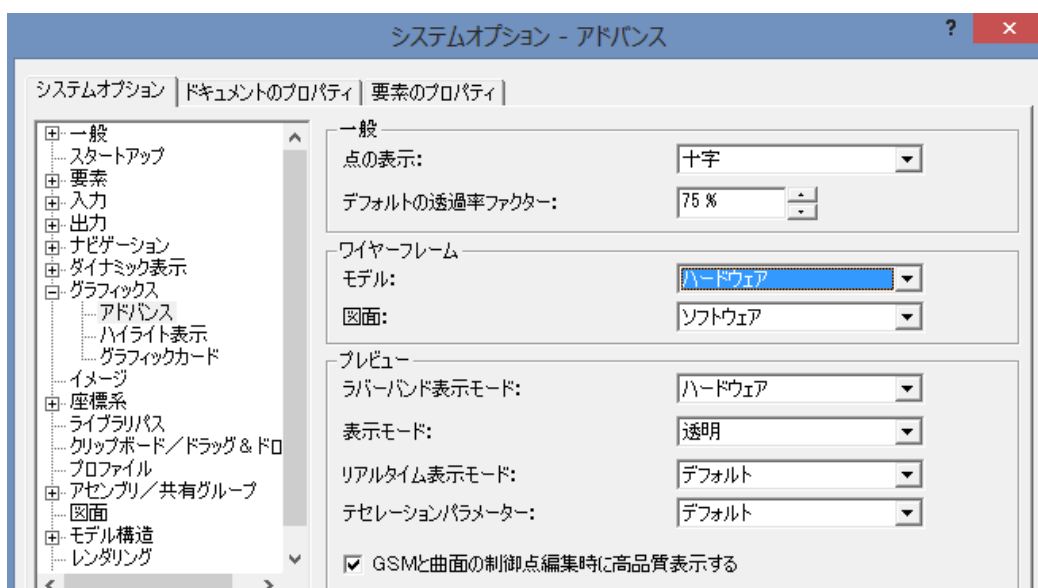 システムオプション - アドバンス
?
×
システムオプション
ドキュメントのプロパティ
要素のプロパティ
一般
スタートアップ
要素
入力
出力
ナビゲーション
ダイナミック表示
グラフィックス
アドバンス
ハイライト表示
グラフィックカード
イメージ
座標系
ライブラリパス
クリップボード／ドラッグ＆ドロ
プロファイル
アセンブリ／共有グループ
図面
モデル構造
レンダリング
一般
点の表示: 十字
デフォルトの透過率ファクター: 75 %
ワイヤーフレーム
モデル: ハードウェア
図面: ソフトウェア
プレビュー
ラバーバンド表示モード: ハードウェア
表示モード: 透明
リアルタイム表示モード: デフォルト
テセレーションパラメーター: デフォルト
GSMと曲面の制御点編集時に高品質表示する